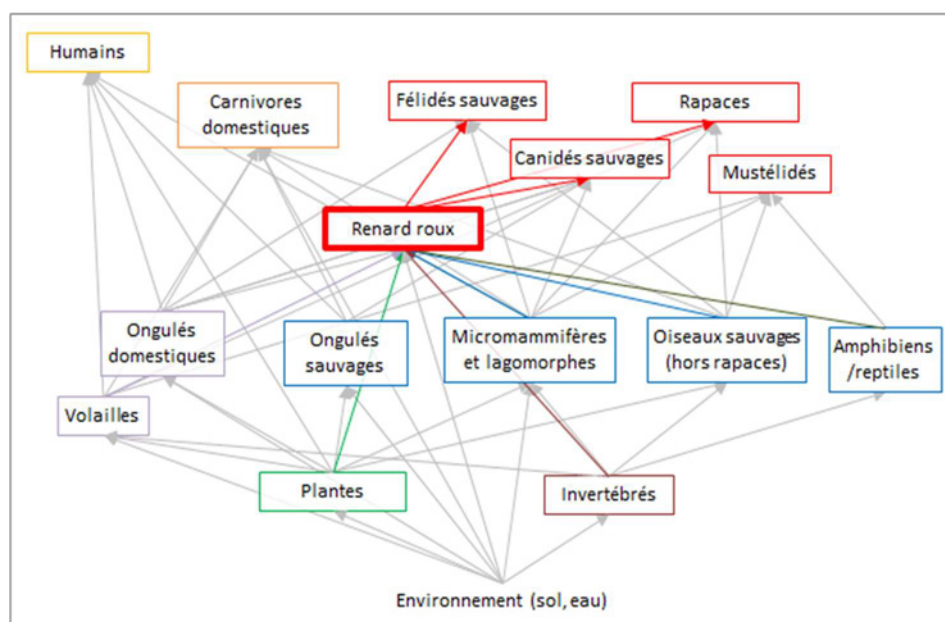 Humains
Carnivores
domestiques
Félidés sauvages
Rapaces
Canidés sauvages
Mustélidés
Renard roux
Ongulés
domestiques
Ongulés
sauvages
Micromammifères
et lagomorphes
Oiseaux sauvages
(hors rapaces)
Amphibiens
/reptiles
Volailles
Plantes
Invertébrés
Environnement (sol, eau)